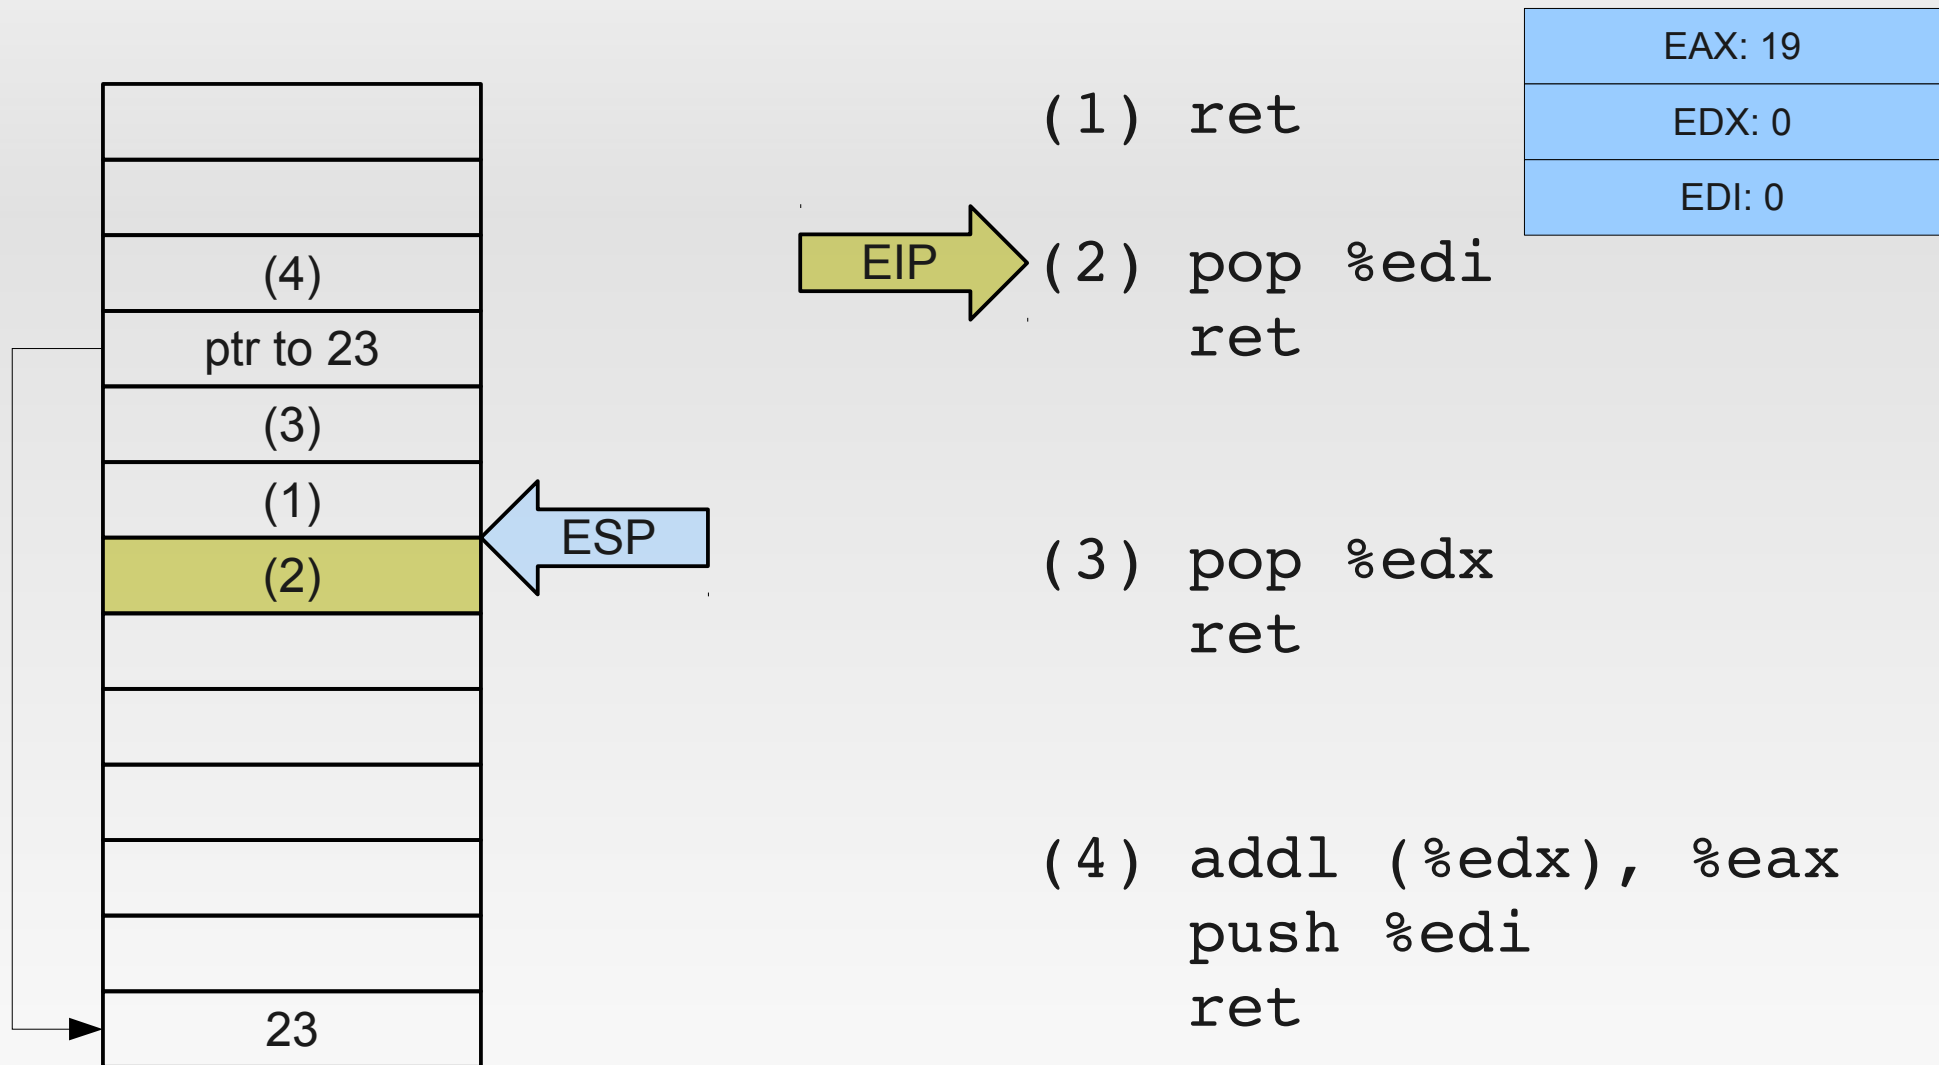 EAX: 19
EDX: 0
EDI: 0
(4)
ptr to 23
(3)
(1)
(2)
23
ESP
EIP
(1) ret
(2) pop %edi
ret
(3) pop %edx
ret
(4) addl (%edx), %eax
push %edi
ret